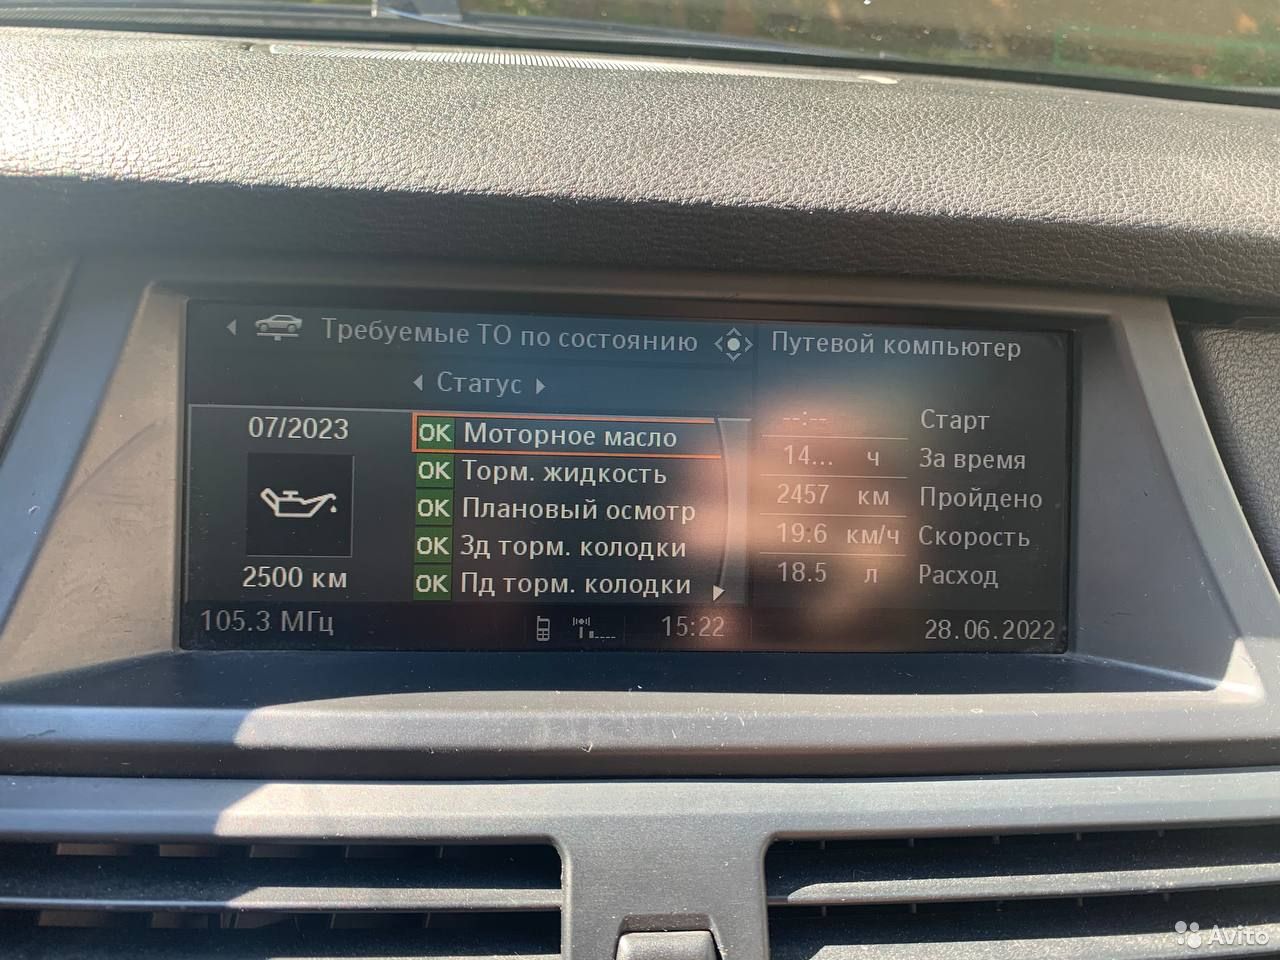 Требуемые ТО по состоянию
Статус
07/2023
2500 км
OK Моторное масло
OK Торм. жидкость
OK Плановый осмотр
OK Зд торм. колодки
OK Пд торм. колодки
Путевой компьютер
--:-- Старт
14... ч За время
2457 км Пройдено
19.6 км/ч Скорость
18.5 л Расход
105.3 МГц
15:22
28.06.2022
Avito